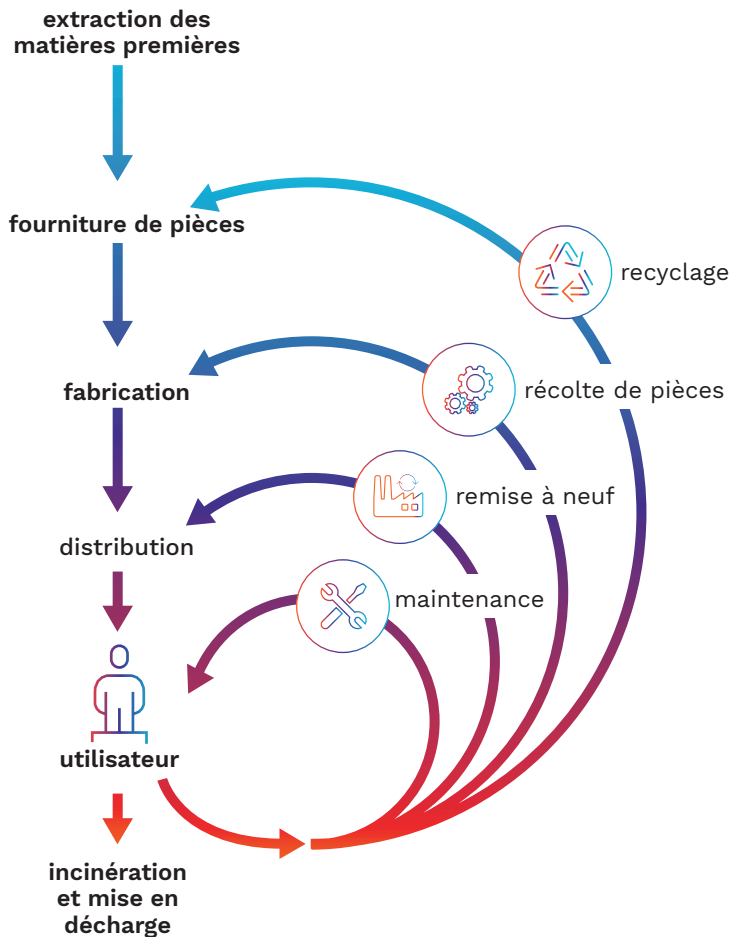 extraction des
matières premières
fourniture de pièces
recyclage
fabrication
récolte de pièces
remise à neuf
distribution
maintenance
utilisateur
incinération
et mise en
décharge